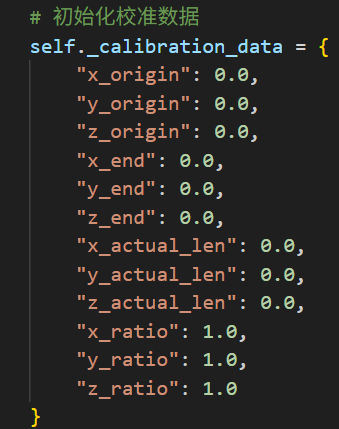 # 初始化校准数据
self._calibration_data = {
    "x_origin": 0.0,
    "y_origin": 0.0,
    "z_origin": 0.0,
    "x_end": 0.0,
    "y_end": 0.0,
    "z_end": 0.0,
    "x_actual_len": 0.0,
    "y_actual_len": 0.0,
    "z_actual_len": 0.0,
    "x_ratio": 1.0,
    "y_ratio": 1.0,
    "z_ratio": 1.0
}